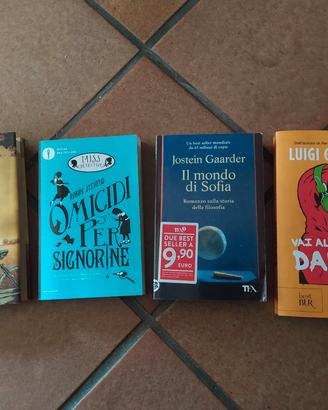 MISS
DETECTIVE
ROBIN STEVENS
OMICIDI
PER
SIGNORINE
Un best seller mondiale
da 45 milioni di copie
Jostein Gaarder
Il mondo
di Sofia
Romanzo sulla storia
della filosofia
TEA
DUE BEST
SELLER A
9,90
EURO
TEA
LUIGI
VAI AL
DA
best
BUR